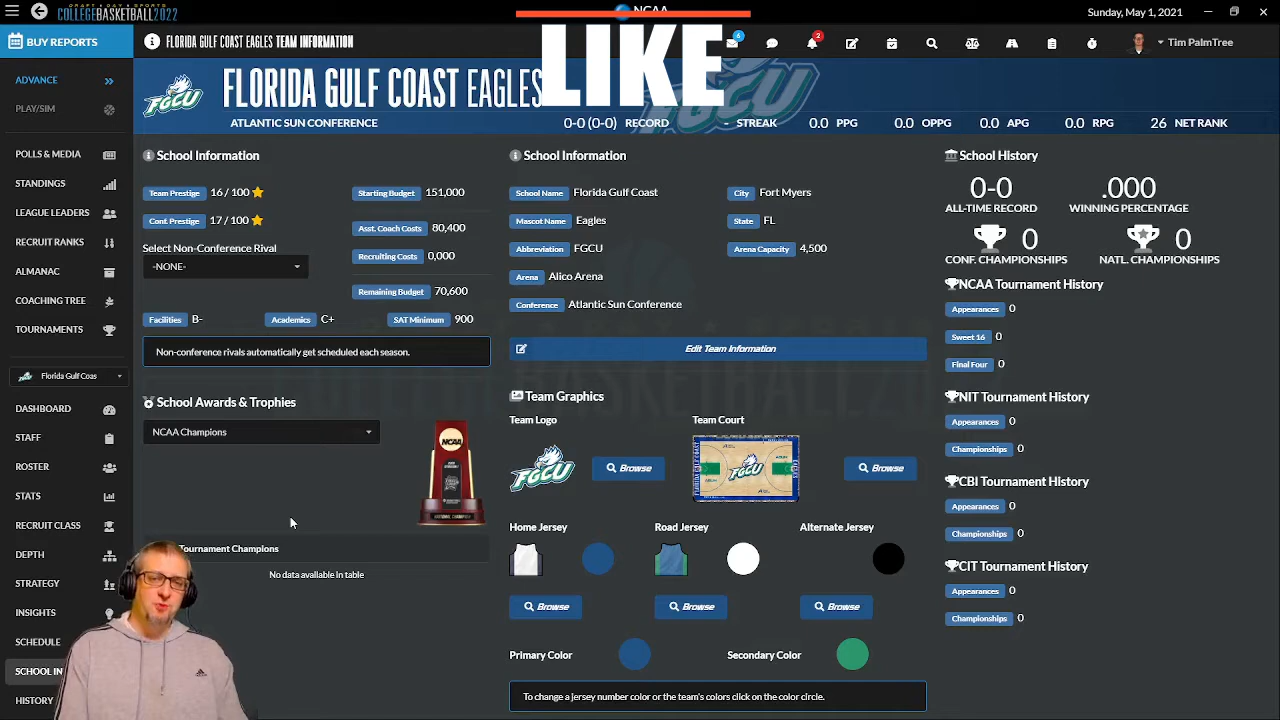 DRAFT • DAY • SPORTS
COLLEGEBASKETBALL2022
NCAA
Sunday, May 1, 2021
BUY REPORTS
FLORIDA GULF COAST EAGLES TEAM INFORMATION
LIKE
6
2
Tim PalmTree
ADVANCE
PLAY/SIM
POLLS & MEDIA
STANDINGS
LEAGUE LEADERS
RECRUIT RANKS
ALMANAC
COACHING TREE
TOURNAMENTS
Florida Gulf Coas
DASHBOARD
STAFF
ROSTER
STATS
RECRUIT CLASS
DEPTH
STRATEGY
INSIGHTS
SCHEDULE
SCHOOL IN
HISTORY
FGCU
FLORIDA GULF COAST EAGLES
FGCU
ATLANTIC SUN CONFERENCE
0-0 (0-0) RECORD
- STREAK
0.0 PPG
0.0 OPPG
0.0 APG
0.0 RPG
26 NET RANK
School Information
Team Prestige 16 / 100
Conf. Prestige 17 / 100
Select Non-Conference Rival
-NONE-
Starting Budget 151,000
Asst. Coach Costs 80,400
Recruiting Costs 0,000
Remaining Budget 70,600
Facilities B-
Academics C+
SAT Minimum 900
Non-conference rivals automatically get scheduled each season.
School Awards & Trophies
NCAA Champions
NCAA
Tournament Champions
No data available in table
School Information
School Name Florida Gulf Coast
Mascot Name Eagles
Abbreviation FGCU
Arena Alico Arena
Conference Atlantic Sun Conference
City Fort Myers
State FL
Arena Capacity 4,500
Edit Team Information
Team Graphics
Team Logo
FGCU
Browse
Team Court
FGCU
Browse
Home Jersey
Road Jersey
Alternate Jersey
Browse
Browse
Browse
Primary Color
Secondary Color
To change a jersey number color or the team's colors click on the color circle.
School History
0-0
ALL-TIME RECORD
.000
WINNING PERCENTAGE
0
CONF. CHAMPIONSHIPS
0
NATL. CHAMPIONSHIPS
NCAA Tournament History
Appearances 0
Sweet 16 0
Final Four 0
NIT Tournament History
Appearances 0
Championships 0
CBI Tournament History
Appearances 0
Championships 0
CIT Tournament History
Appearances 0
Championships 0